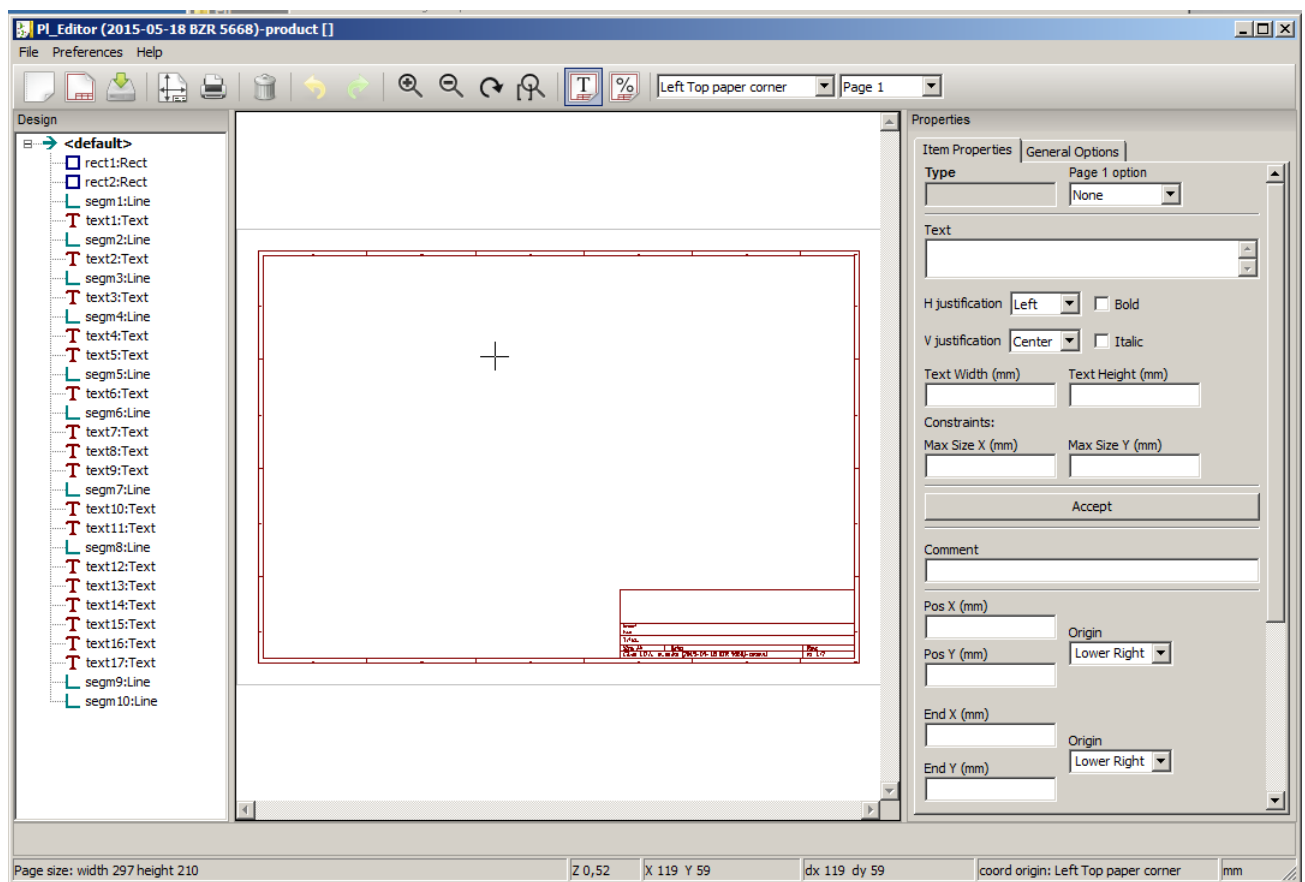 Pl_Editor (2015-05-18 BZR 5668)-product []
File Preferences Help
Left Top paper corner Page 1
Design
<default>
rect1:Rect
rect2:Rect
segm1:Line
text1:Text
segm2:Line
text2:Text
segm3:Line
text3:Text
segm4:Line
text4:Text
text5:Text
segm5:Line
text6:Text
segm6:Line
text7:Text
text8:Text
text9:Text
segm7:Line
text10:Text
text11:Text
segm8:Line
text12:Text
text13:Text
text14:Text
text15:Text
text16:Text
text17:Text
segm9:Line
segm10:Line
Properties
Item Properties General Options
Type Page 1 option
None
Text
H justification Left Bold
V justification Center Italic
Text Width (mm) Text Height (mm)
Constraints:
Max Size X (mm) Max Size Y (mm)
Accept
Comment
Pos X (mm)
Origin
Pos Y (mm) Lower Right
End X (mm)
Origin
End Y (mm) Lower Right
Page size: width 297 height 210 Z 0,52 X 119 Y 59 dx 119 dy 59 coord origin: Left Top paper corner mm